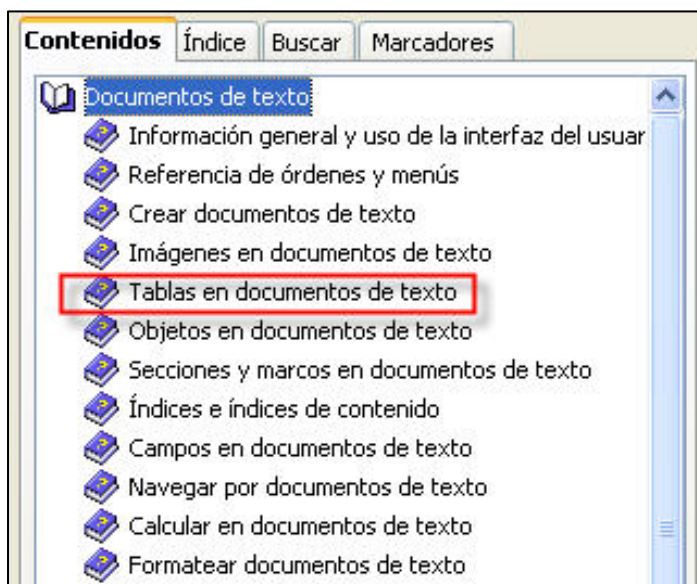 Contenidos Índice Buscar Marcadores
Documentos de texto
Información general y uso de la interfaz del usuar
Referencia de órdenes y menús
Crear documentos de texto
Imágenes en documentos de texto
Tablas en documentos de texto
Objetos en documentos de texto
Secciones y marcos en documentos de texto
Índices e índices de contenido
Campos en documentos de texto
Navegar por documentos de texto
Calcular en documentos de texto
Formatear documentos de texto